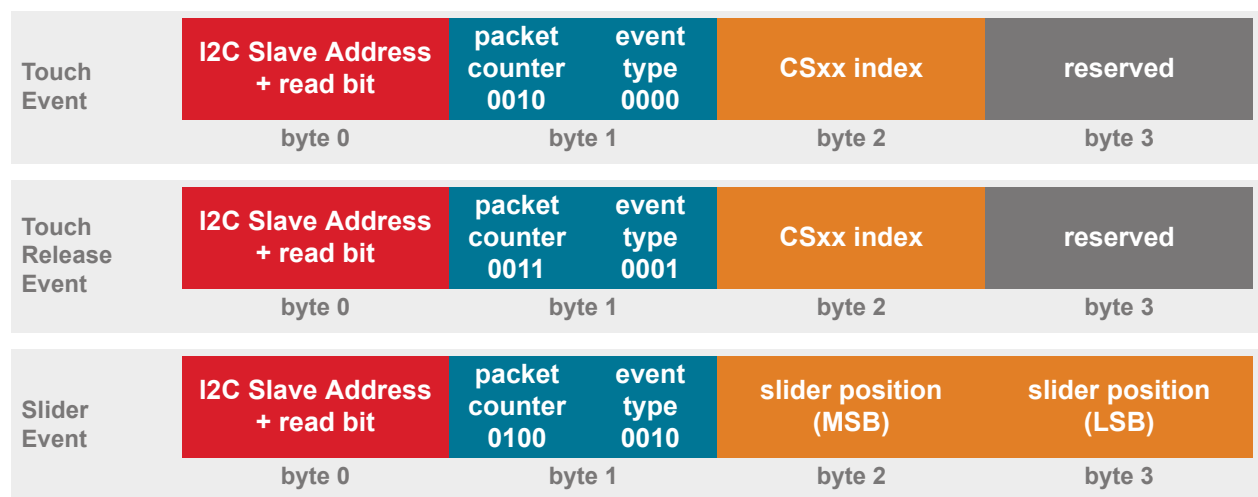 Touch
Event
I2C Slave Address
+ read bit
packet
counter
0010
event
type
0000
CSxx index
reserved
byte 0
byte 1
byte 2
byte 3
Touch
Release
Event
I2C Slave Address
+ read bit
packet
counter
0011
event
type
0001
CSxx index
reserved
byte 0
byte 1
byte 2
byte 3
Slider
Event
I2C Slave Address
+ read bit
packet
counter
0100
event
type
0010
slider position
(MSB)
slider position
(LSB)
byte 0
byte 1
byte 2
byte 3